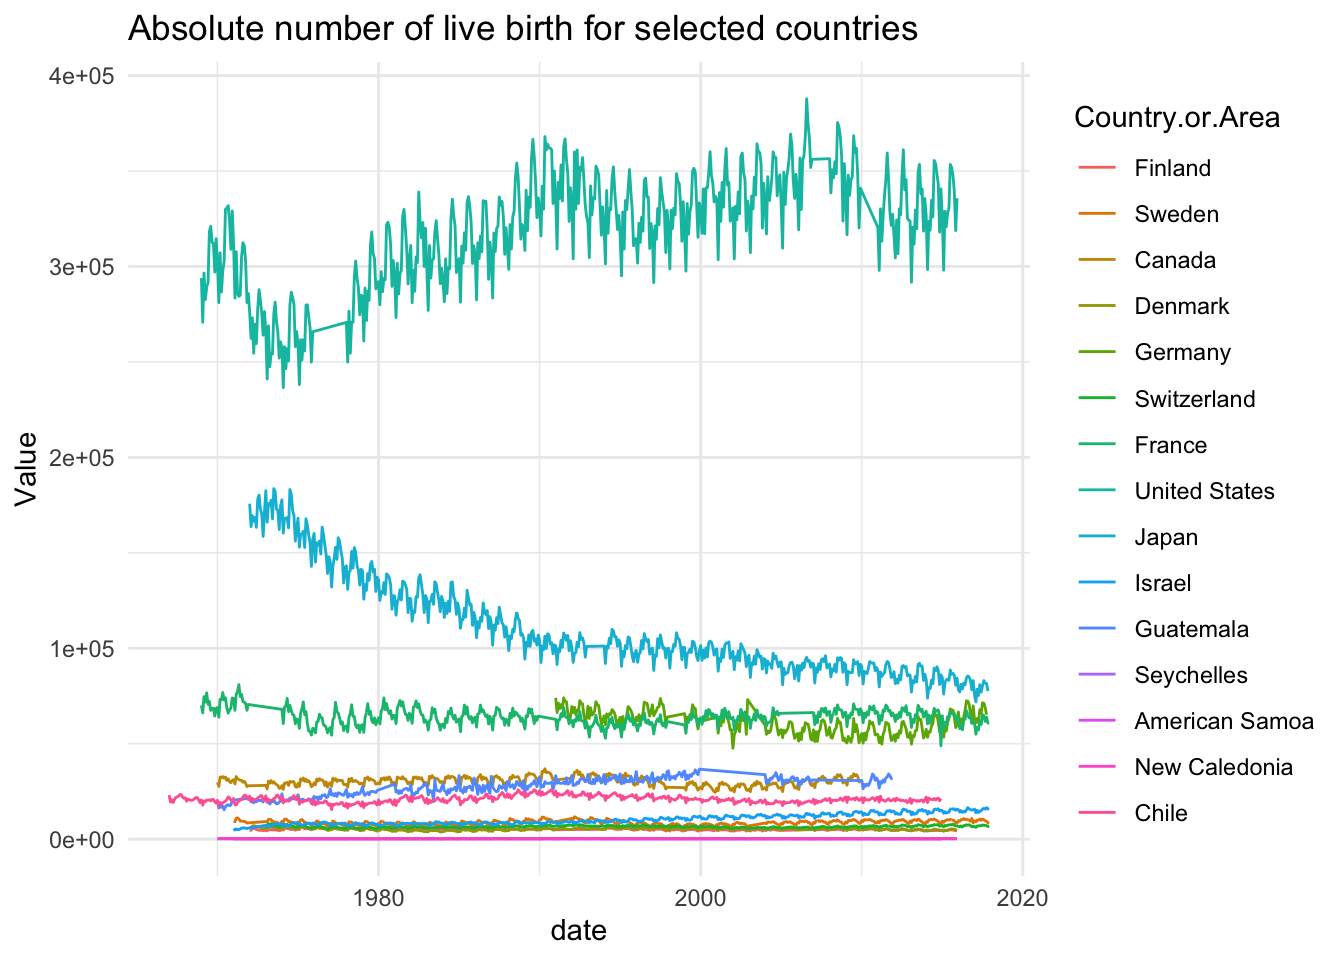 Absolute number of live birth for selected countries
4e+05
3e+05
2e+05
1e+05
0e+00
Value
1980
2000
2020
date
Country.or.Area
Finland
Sweden
Canada
Denmark
Germany
Switzerland
France
United States
Japan
Israel
Guatemala
Seychelles
American Samoa
New Caledonia
Chile